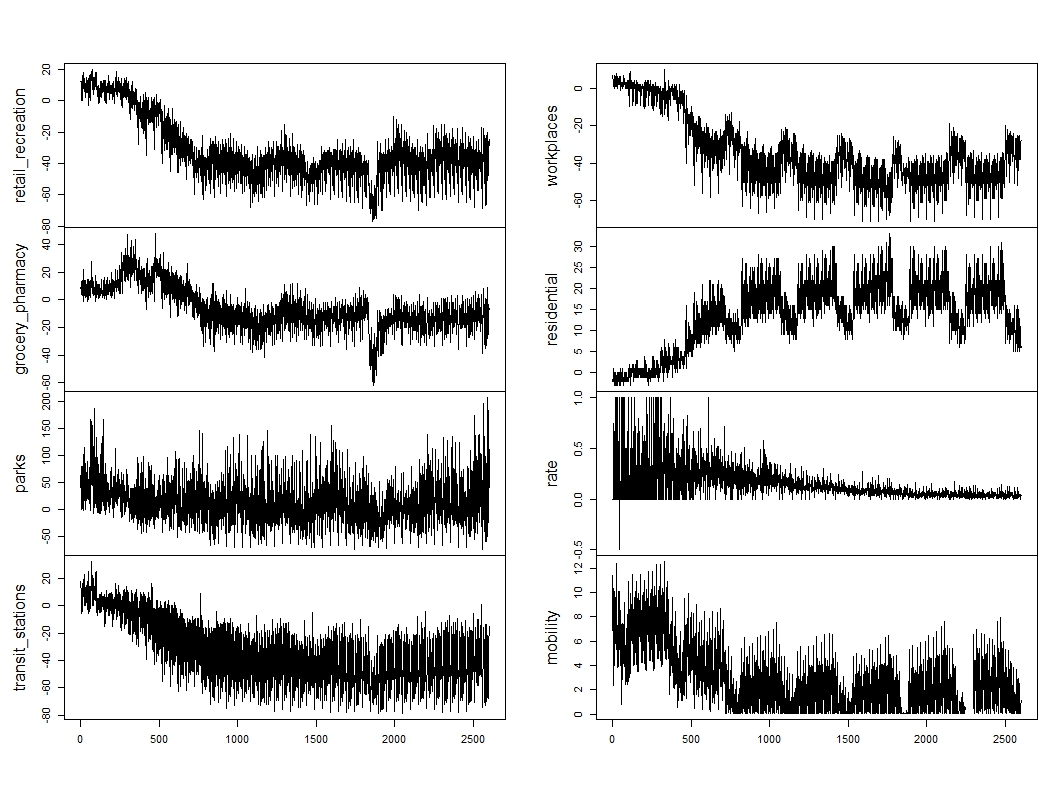 retail_recreation
-80 -60 -40 -20 0 20
grocery_pharmacy
-60 -40 -20 0 20 40
parks
-50 0 50 100 150 200
transit_stations
-80 -60 -40 -20 0 20
0 500 1000 1500 2000 2500
workplaces
-60 -40 -20 0
residential
0 5 10 15 20 25 30
rate
-0.5 0.0 0.5 1.0
mobility
0 2 4 6 8 10 12
0 500 1000 1500 2000 2500